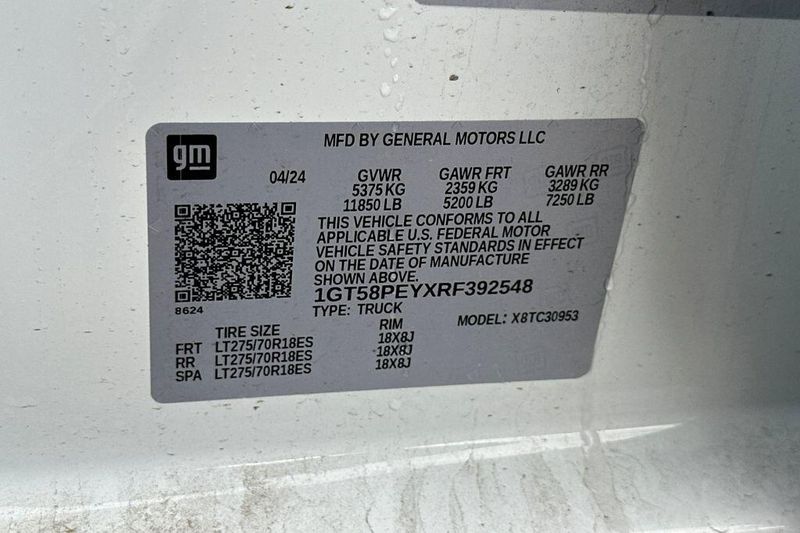 MFD BY GENERAL MOTORS LLC
gm
04/24 GVWR GAWR FRT GAWR RR
5375 KG 2359 KG 3289 KG
11850 LB 5200 LB 7250 LB
THIS VEHICLE CONFORMS TO ALL
APPLICABLE U.S. FEDERAL MOTOR
VEHICLE SAFETY STANDARDS IN EFFECT
ON THE DATE OF MANUFACTURE
SHOWN ABOVE.
1GT58PEYXRF392548
8624
TYPE: TRUCK MODEL: X8TC30953
TIRE SIZE RIM
FRT LT275/70R18ES 18X8J
RR LT275/70R18ES 18X8J
SPA LT275/70R18ES 18X8J